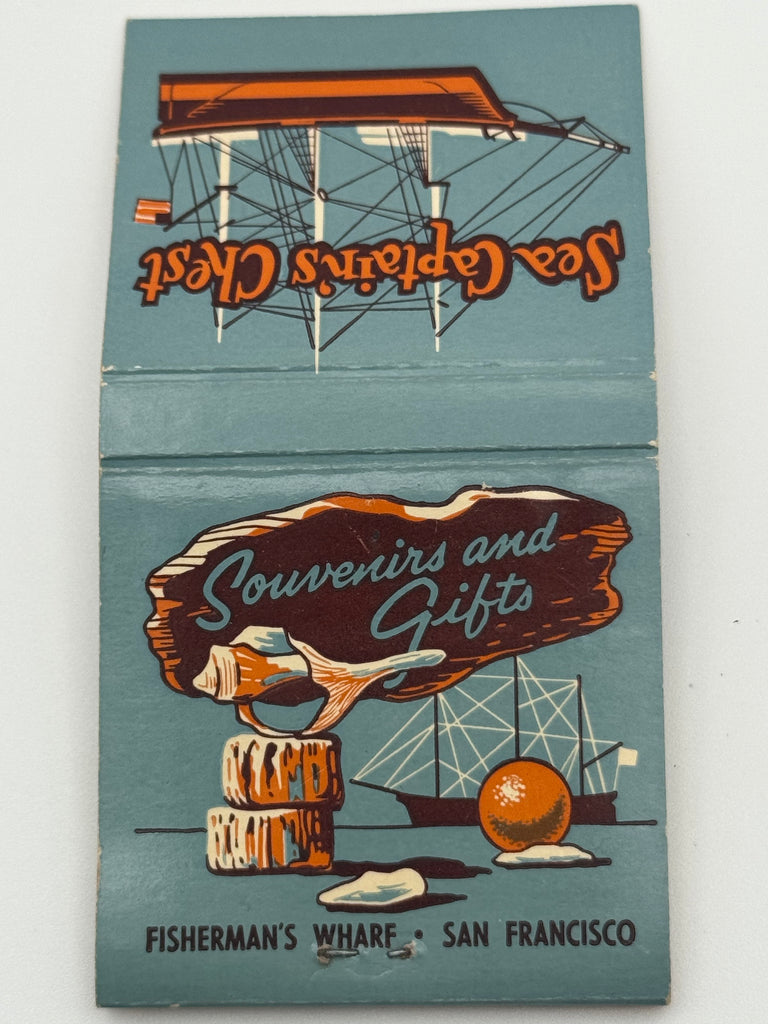 Sea Captain's Chest
Souvenirs and
Gifts
FISHERMAN'S WHARF • SAN FRANCISCO